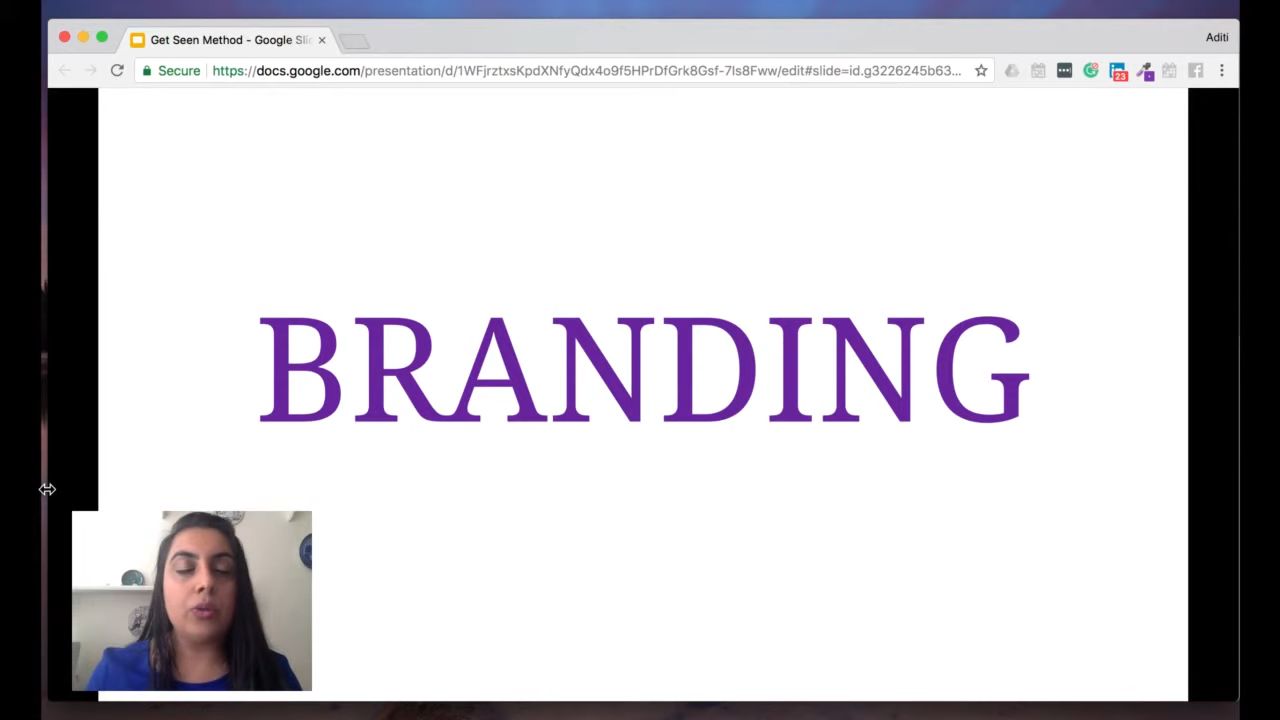 Get Seen Method - Google Sli
Aditi
Secure
https://docs.google.com/presentation/d/1WFjrztxsKpdXNfyQdx4o9f5HPrDfGrk8Gsf-7ls8Fww/edit#slide=id.g3226245b63...
23
BRANDING